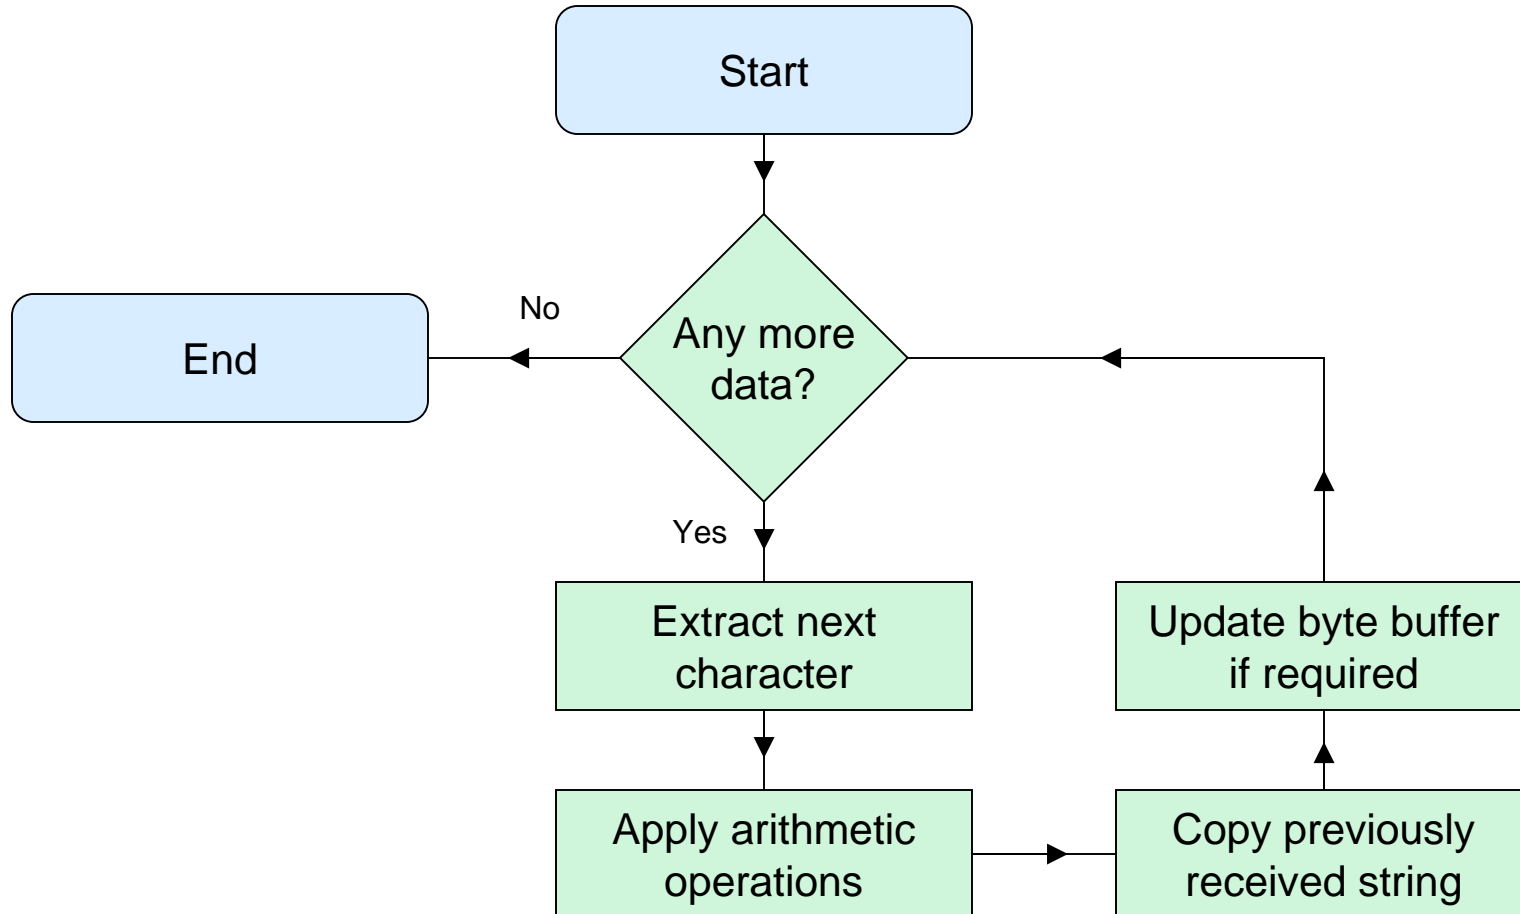 Start
No
Any more
data?
End
Yes
Extract next
character
Update byte buffer
if required
Apply arithmetic
operations
Copy previously
received string